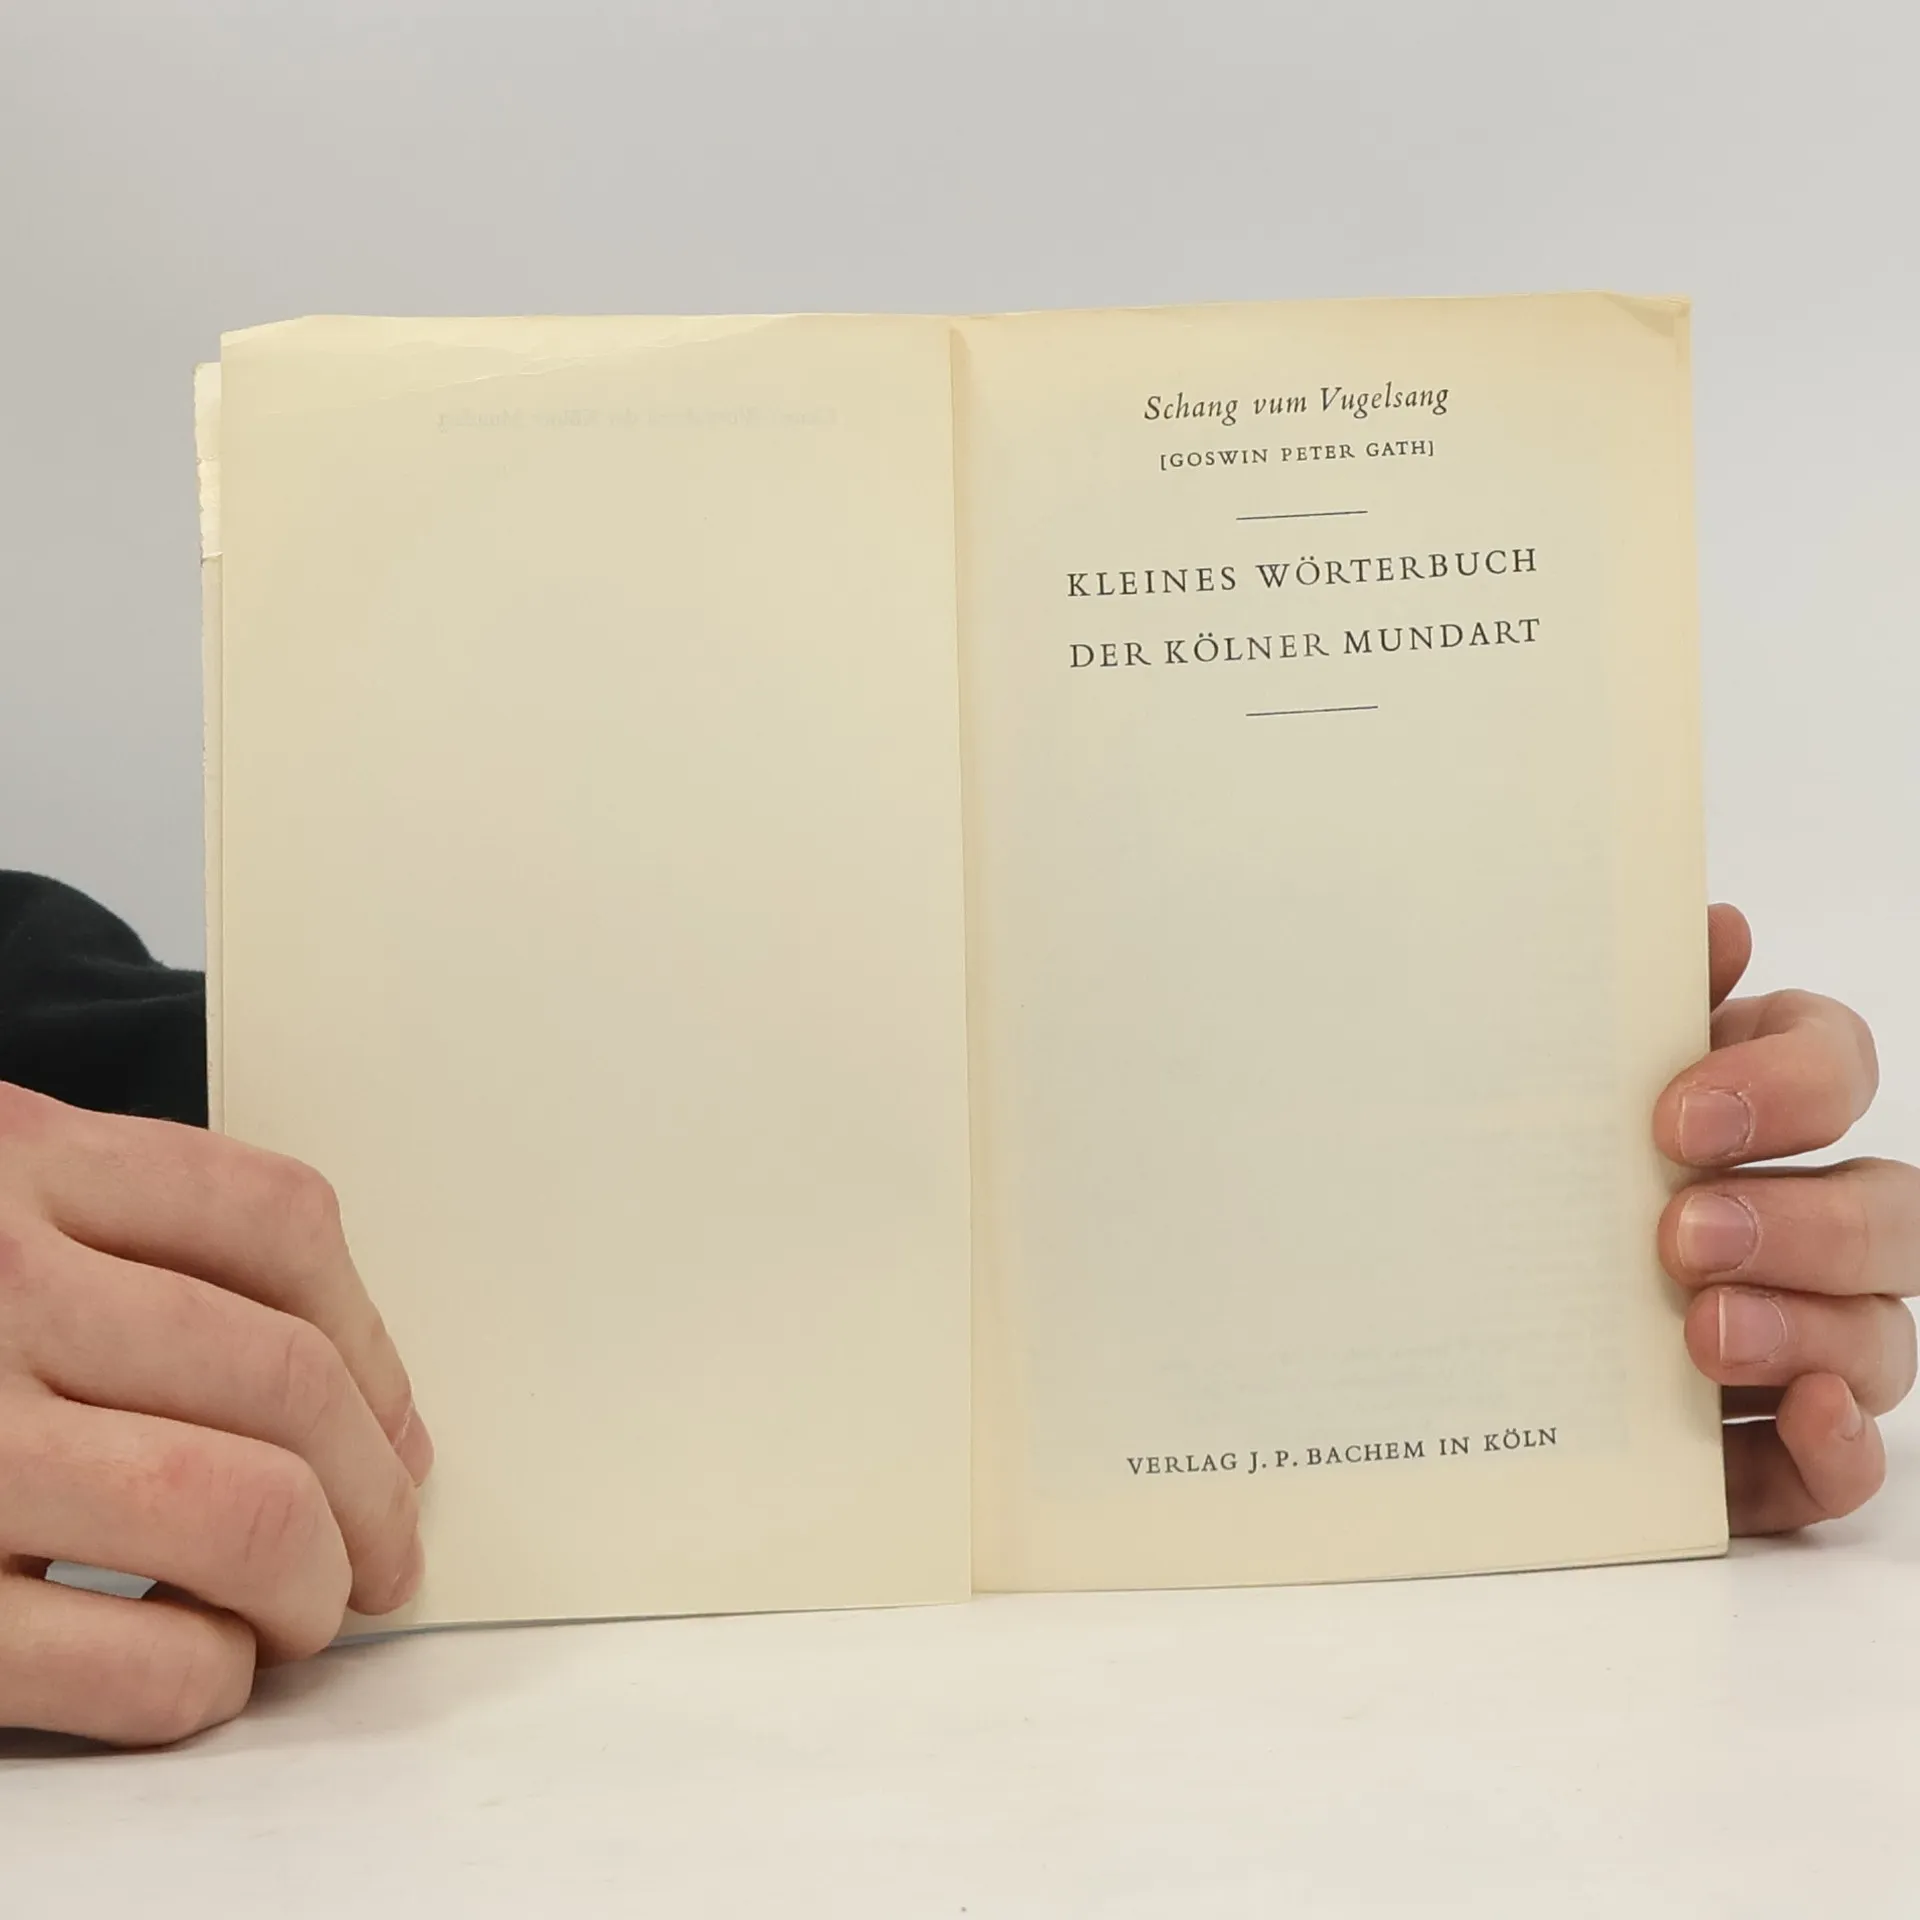 Schang vum Vugelsang
[GOSWIN PETER GATH]
KLEINES WÖRTERBUCH
DER KÖLNER MUNDART
VERLAG J. P. BACHEM IN KÖLN